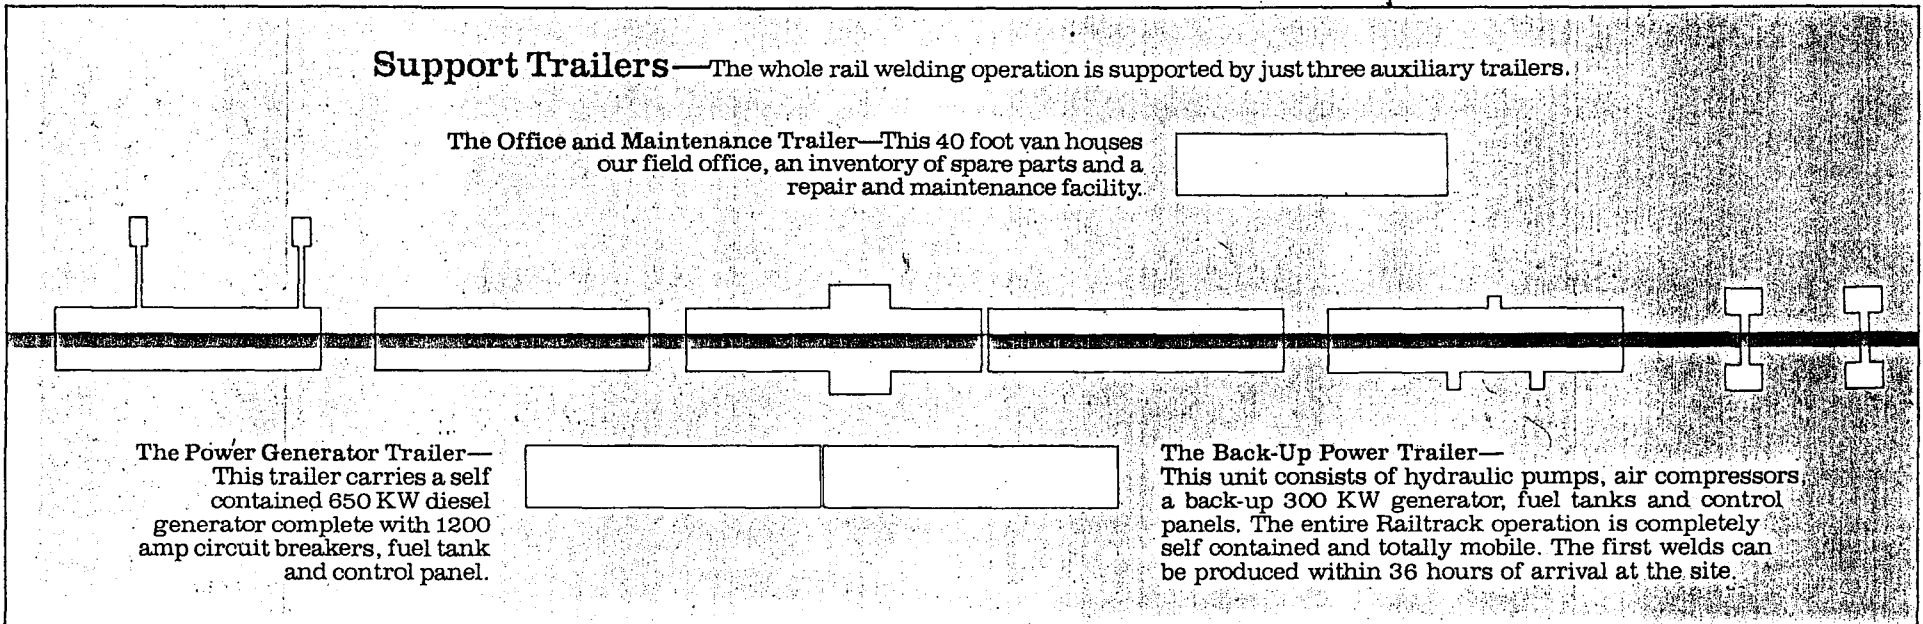 Support Trailers—The whole rail welding operation is supported by just three auxiliary trailers.
The Office and Maintenance Trailer—This 40 foot van houses
our field office, an inventory of spare parts and a
repair and maintenance facility.
The Power Generator Trailer—
This trailer carries a self
contained 650 KW diesel
generator complete with 1200
amp circuit breakers, fuel tank
and control panel.
The Back-Up Power Trailer—
This unit consists of hydraulic pumps, air compressors,
a back-up 300 KW generator, fuel tanks and control
panels. The entire Railtrack operation is completely
self contained and totally mobile. The first welds can
be produced within 36 hours of arrival at the site.